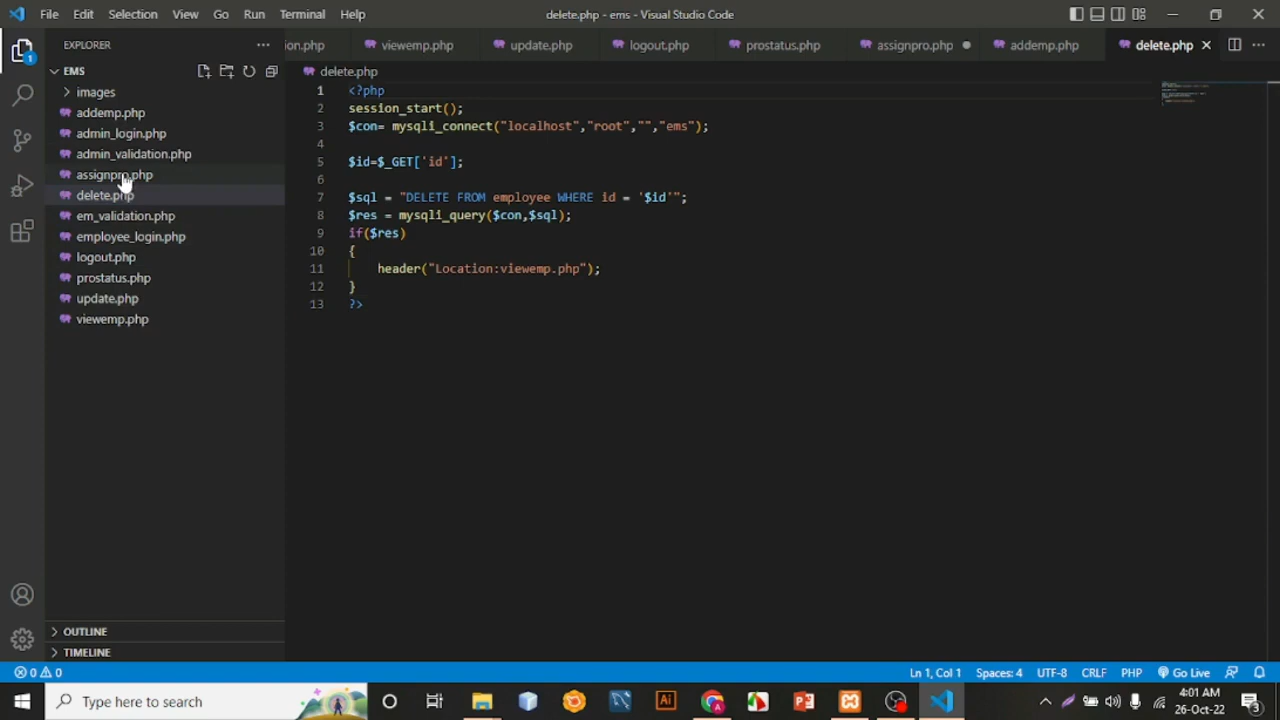 File Edit Selection View Go Run Terminal Help delete.php - ems - Visual Studio Code
EXPLORER
ion.php viewemp.php update.php logout.php prostatus.php assignpro.php addemp.php delete.php
EMS
delete.php
images
addemp.php
admin_login.php
admin_validation.php
assignpro.php
delete.php
em_validation.php
employee_login.php
logout.php
prostatus.php
update.php
viewemp.php
1 <?php
2 session_start();
3 $con= mysqli_connect("localhost","root","","ems");
4
5 $id=$_GET['id'];
6
7 $sql = "DELETE FROM employee WHERE id = '$id'";
8 $res = mysqli_query($con,$sql);
9 if($res)
10 {
11 header("Location:viewemp.php");
12 }
13 ?>
OUTLINE
TIMELINE
0 0 Ln 1, Col 1 Spaces: 4 UTF-8 CRLF PHP Go Live
1
Type here to search
Ai
4:01 AM
26-Oct-22
3